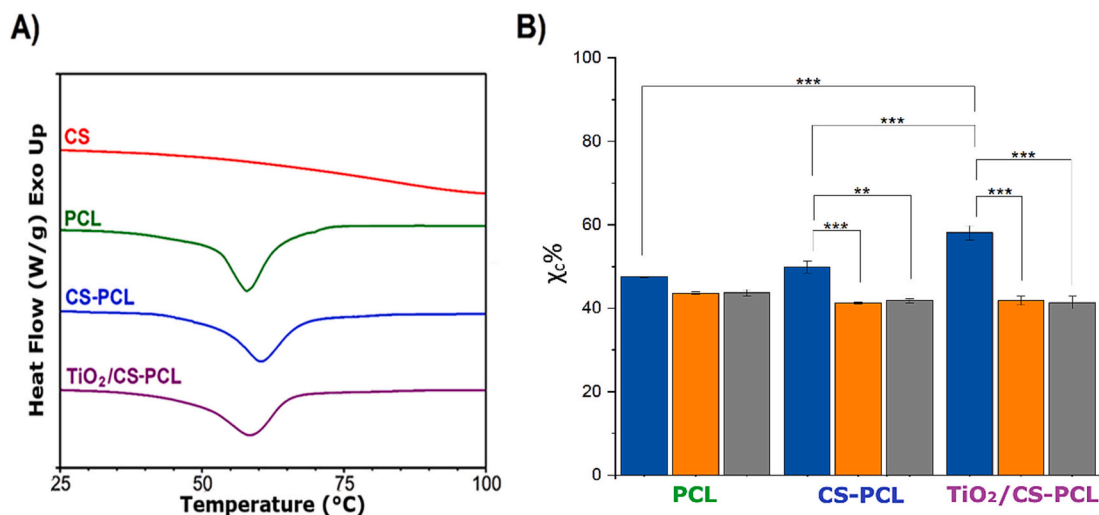 A)
Heat Flow (W/g) Exo Up
CS
PCL
CS-PCL
TiO₂/CS-PCL
25 50 75 100
Temperature (°C)
B)
χc%
100
80
60
40
20
0
***
***
***
**
***
***
PCL CS-PCL TiO₂/CS-PCL